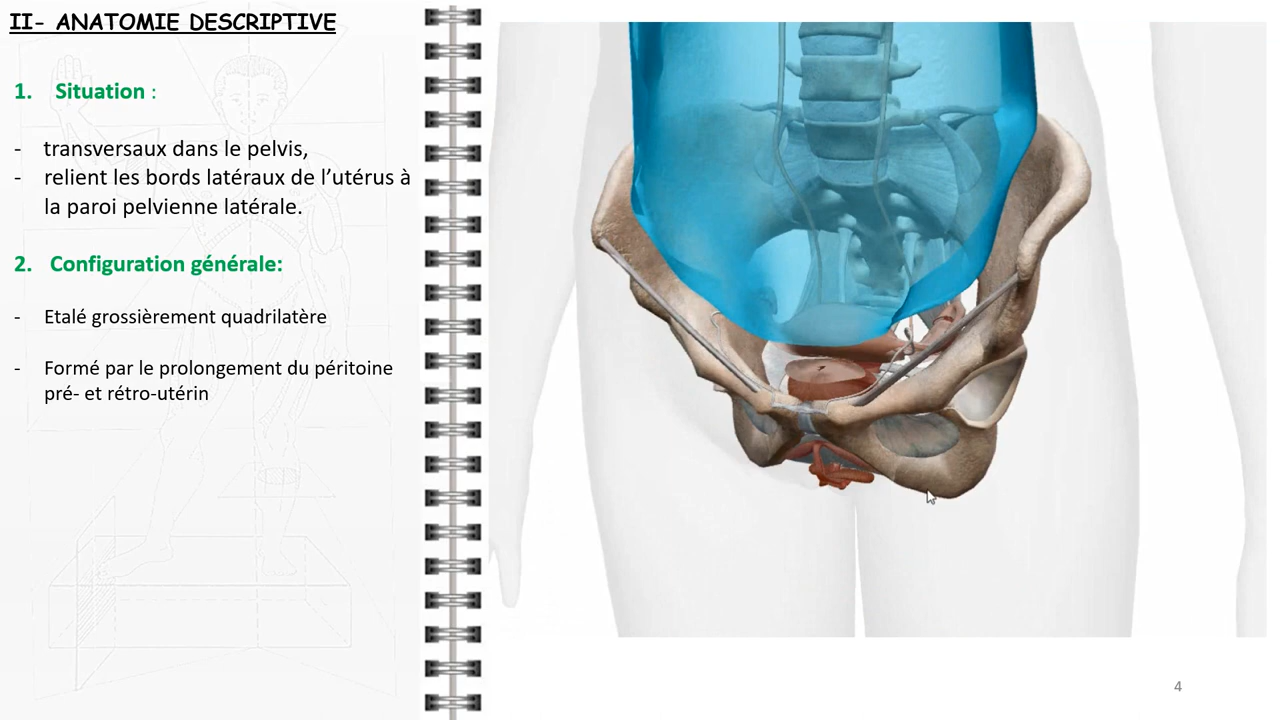 II- ANATOMIE DESCRIPTIVE
1. Situation :
- transversaux dans le pelvis,
- relient les bords latéraux de l’utérus à
la paroi pelvienne latérale.
2. Configuration générale:
- Etalé grossièrement quadrilatère
- Formé par le prolongement du péritoine
pré- et rétro-utérin
4